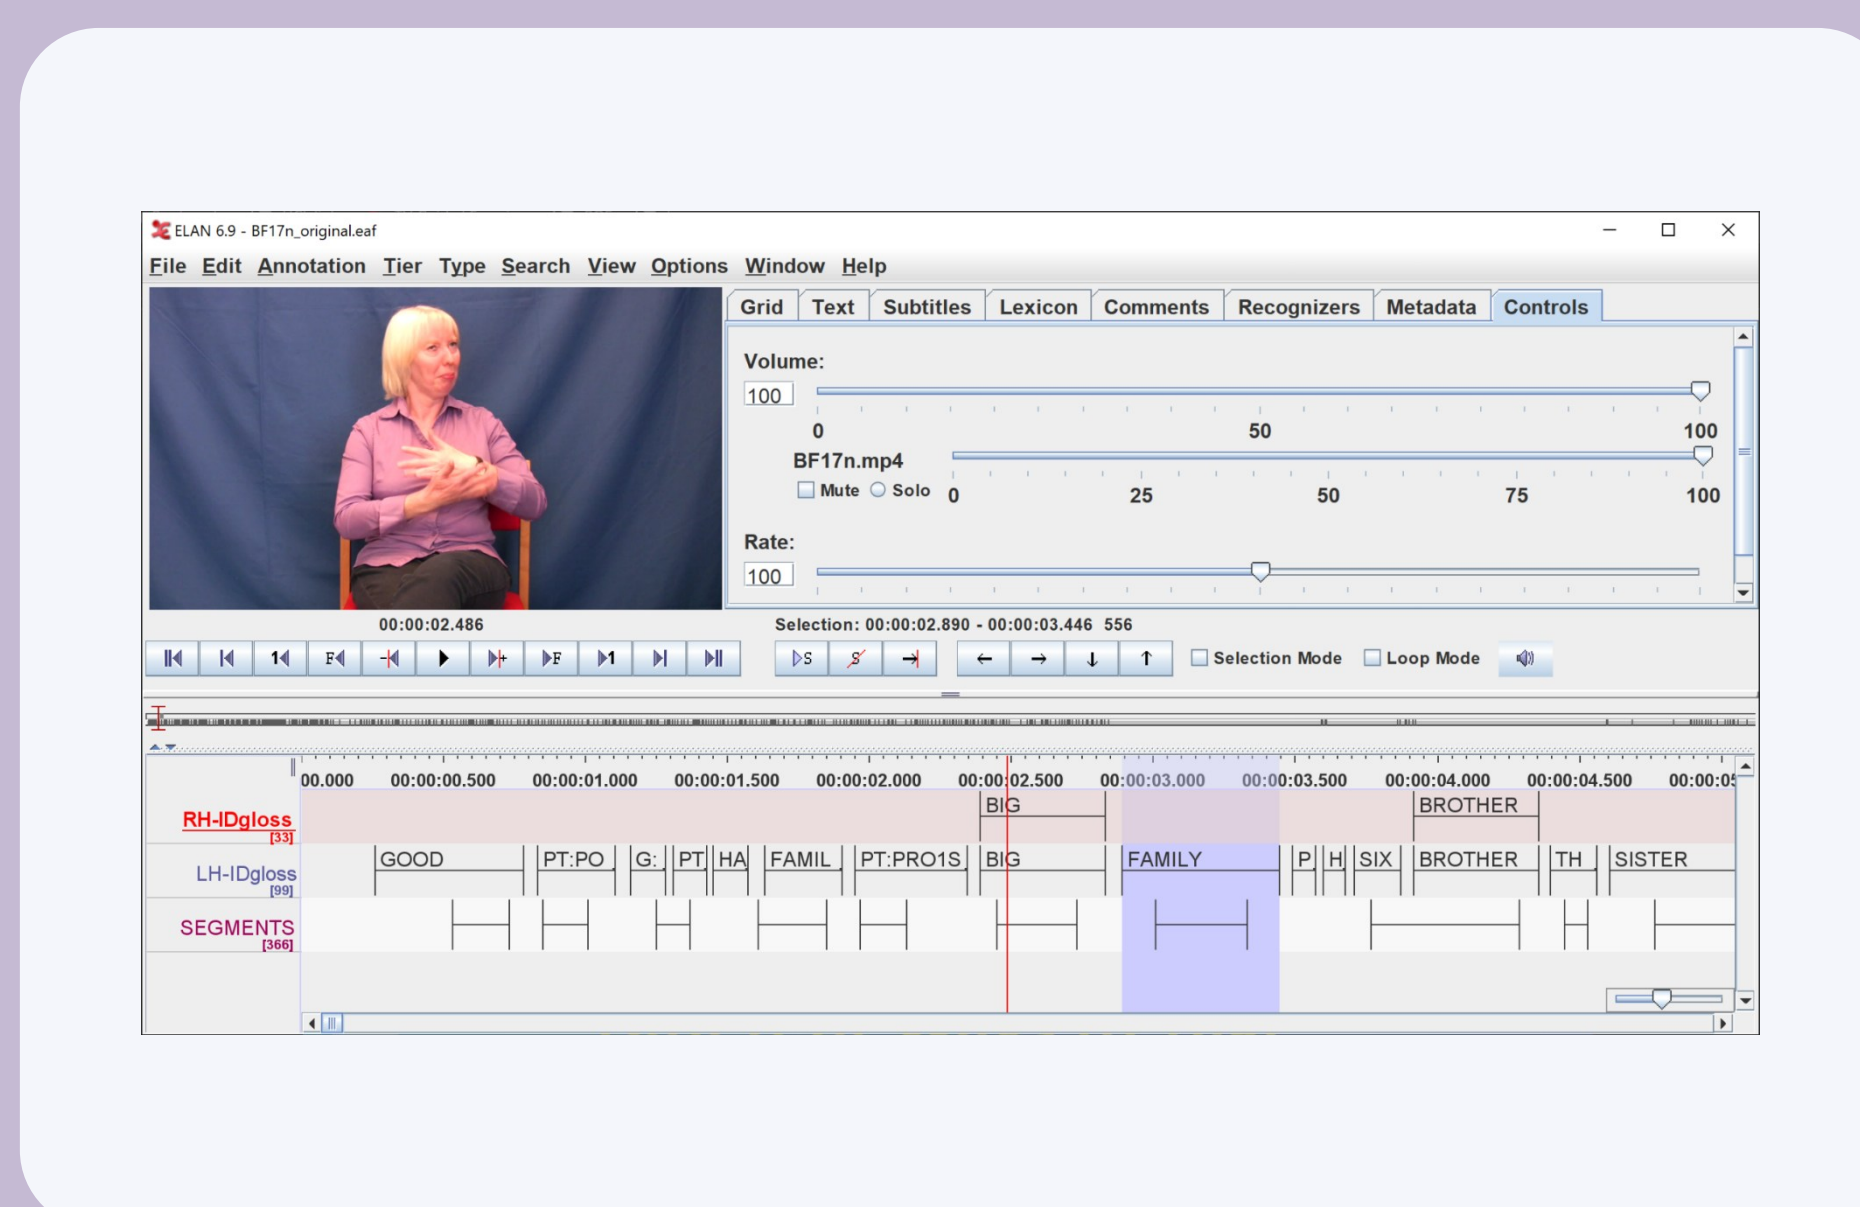 ELAN 6.9 - BF17n_original.eaf
File Edit Annotation Tier Type Search View Options Window Help
Grid Text Subtitles Lexicon Comments Recognizers Metadata Controls
Volume:
100
0 50 100
BF17n.mp4
Mute Solo 0 25 50 75 100
Rate:
100
00:00:02.486 Selection: 00:00:02.890 - 00:00:03.446 556
1 F + F 1 S S Selection Mode Loop Mode
00.000 00:00:00.500 00:00:01.000 00:00:01.500 00:00:02.000 00:00:02.500 00:00:03.000 00:00:03.500 00:00:04.000 00:00:04.500 00:00:05
RH-IDgloss BIG BROTHER
[33]
LH-IDgloss GOOD PT:PO G: PT HA FAMIL PT:PRO1S BIG FAMILY P H SIX BROTHER TH SISTER
[99]
SEGMENTS
[366]